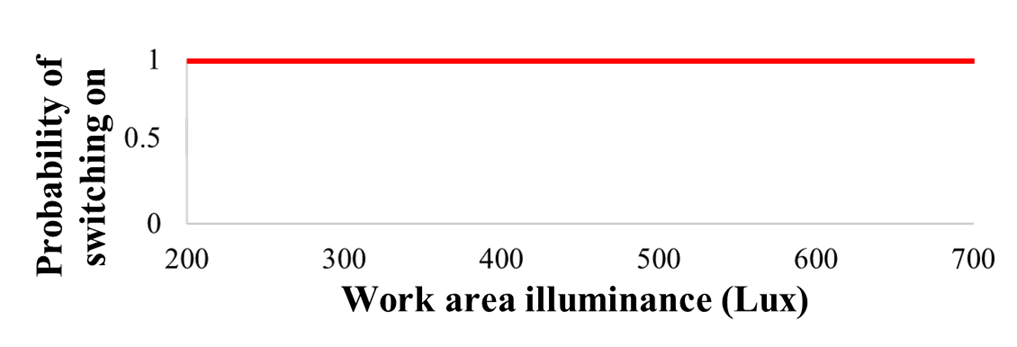 Probability of
switching on
1
0.5
0
200 300 400 500 600 700
Work area illuminance (Lux)